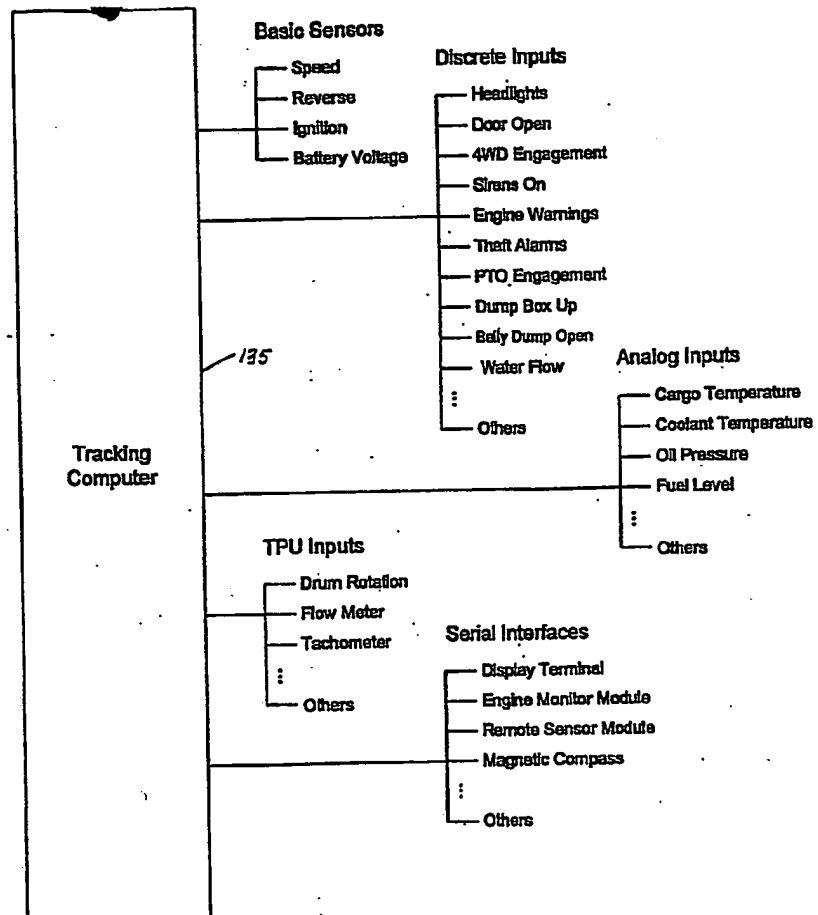 Basic Sensors
Speed
Reverse
Ignition
Battery Voltage
Discrete Inputs
Headlights
Door Open
4WD Engagement
Sirens On
Engine Warnings
Theft Alarms
PTO Engagement
Dump Box Up
Belly Dump Open
Water Flow
Others
135
Tracking
Computer
Analog Inputs
Cargo Temperature
Coolant Temperature
Oil Pressure
Fuel Level
Others
TPU Inputs
Drum Rotation
Flow Meter
Tachometer
Others
Serial Interfaces
Display Terminal
Engine Monitor Module
Remote Sensor Module
Magnetic Compass
Others